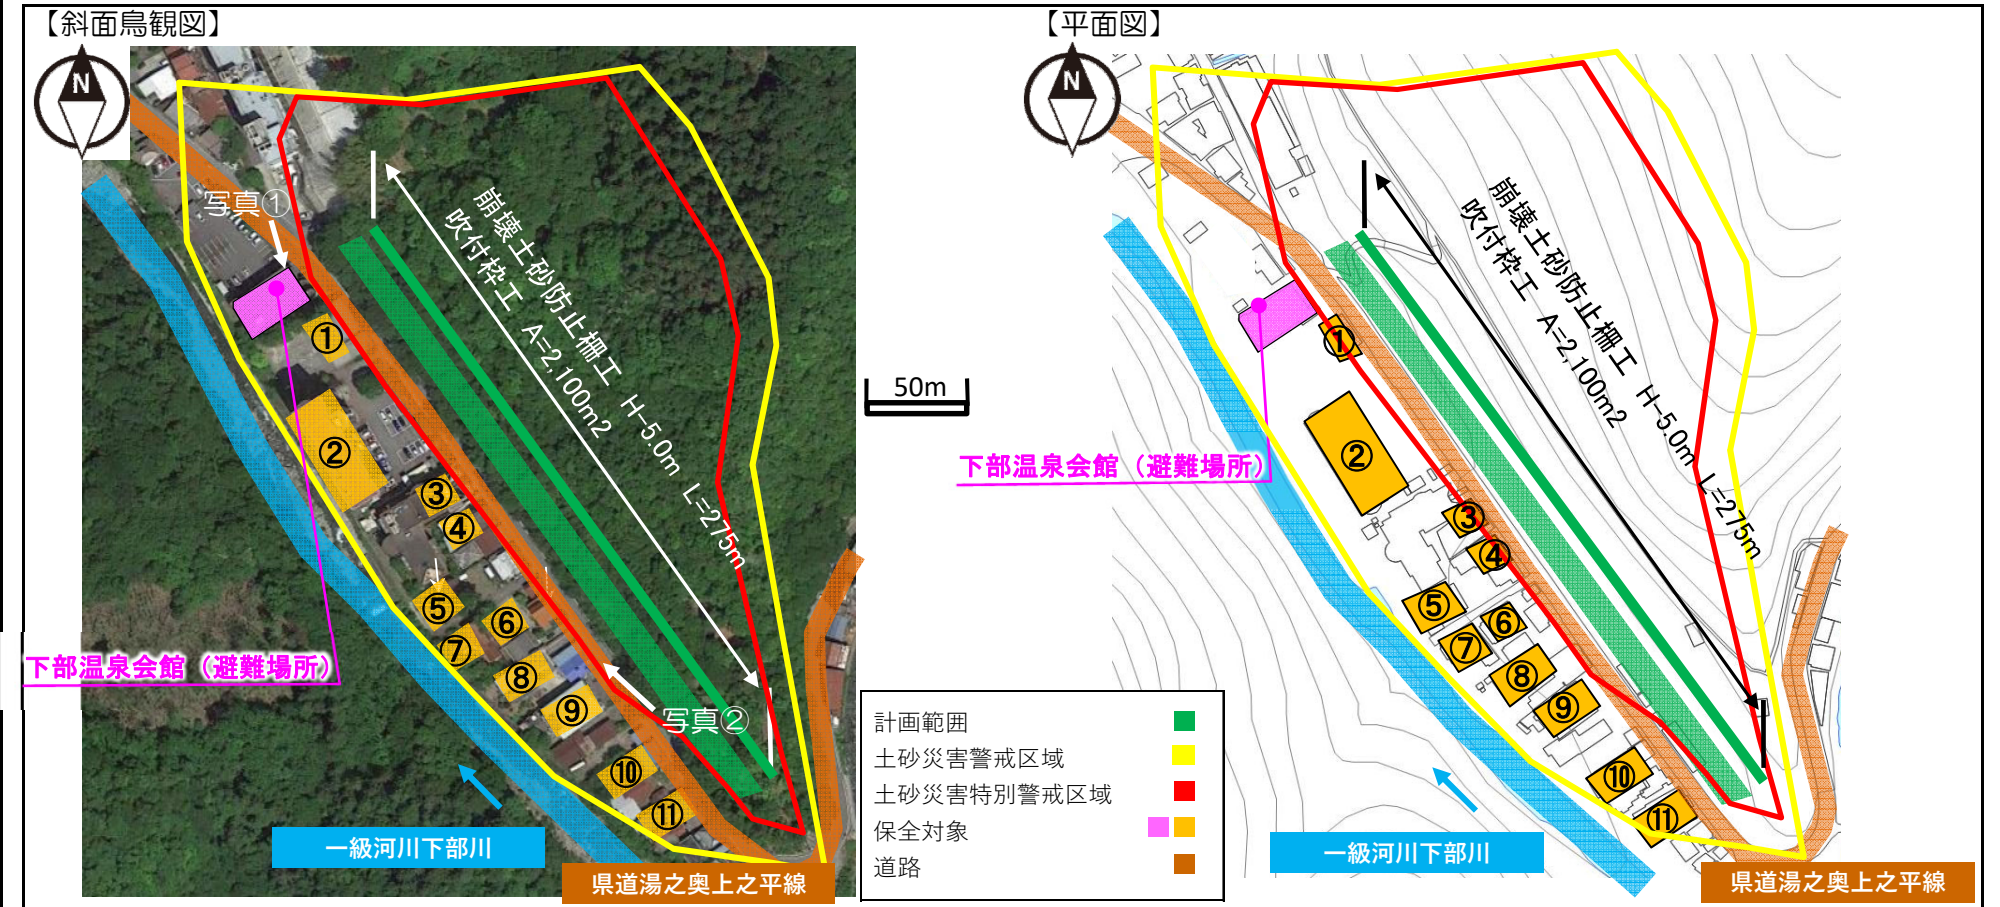 【斜面鳥観図】
N
写真①
崩壊土砂防止柵工 H-5.0m L=275m
吹付枠工 A=2,100m2
①
②
③
④
⑤
⑥
⑦
⑧
⑨
⑩
⑪
写真②
下部温泉会館(避難場所)
一級河川下部川
県道湯之奥上之平線
50m
計画範囲
土砂災害警戒区域
土砂災害特別警戒区域
保全対象
道路
【平面図】
N
崩壊土砂防止柵工 H-5.0m L=275m
吹付枠工 A=2,100m2
①
②
③
④
⑤
⑥
⑦
⑧
⑨
⑩
⑪
下部温泉会館(避難場所)
一級河川下部川
県道湯之奥上之平線